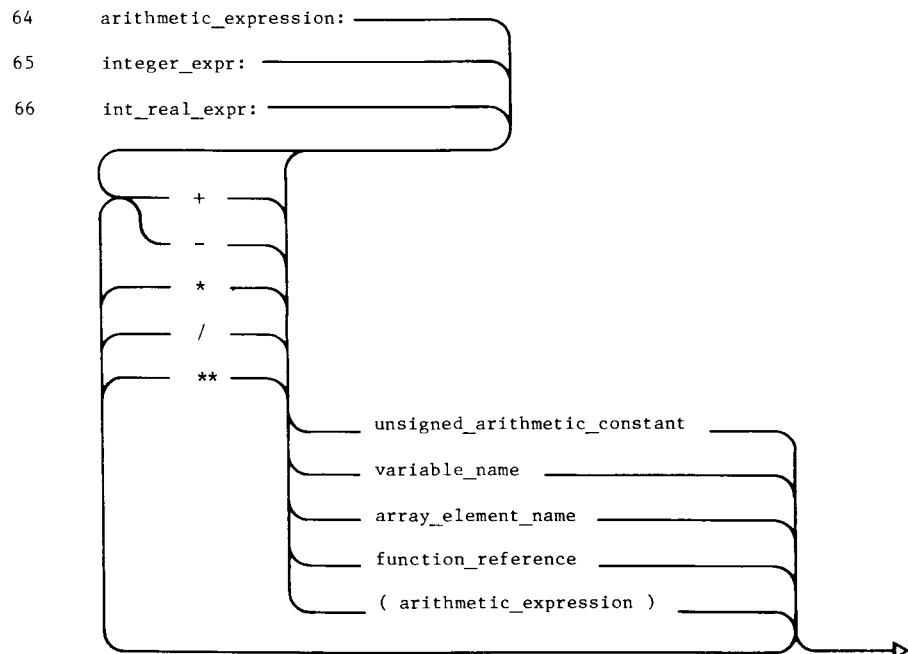 64 arithmetic_expression:
65 integer_expr:
66 int_real_expr:
+
-
*
/
**
unsigned_arithmetic_constant
variable_name
array_element_name
function_reference
( arithmetic_expression )